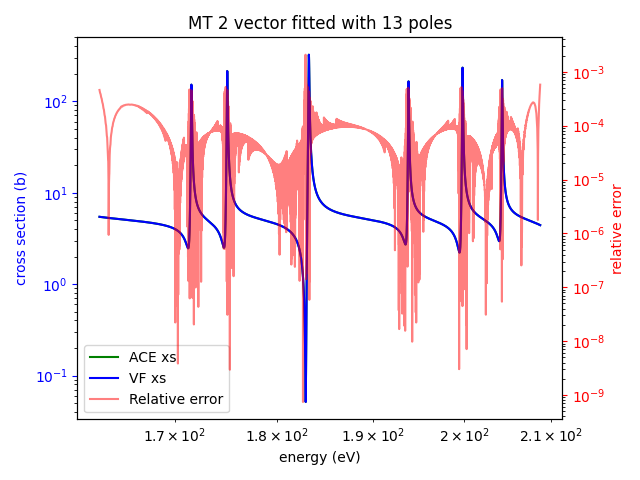 MT 2 vector fitted with 13 poles
cross section (b)
10²
10¹
10⁰
10⁻¹
10⁻³
10⁻⁴
10⁻⁵
10⁻⁶
10⁻⁷
10⁻⁸
10⁻⁹
relative error
ACE xs
VF xs
Relative error
1.7 × 10² 1.8 × 10² 1.9 × 10² 2 × 10² 2.1 × 10²
energy (eV)